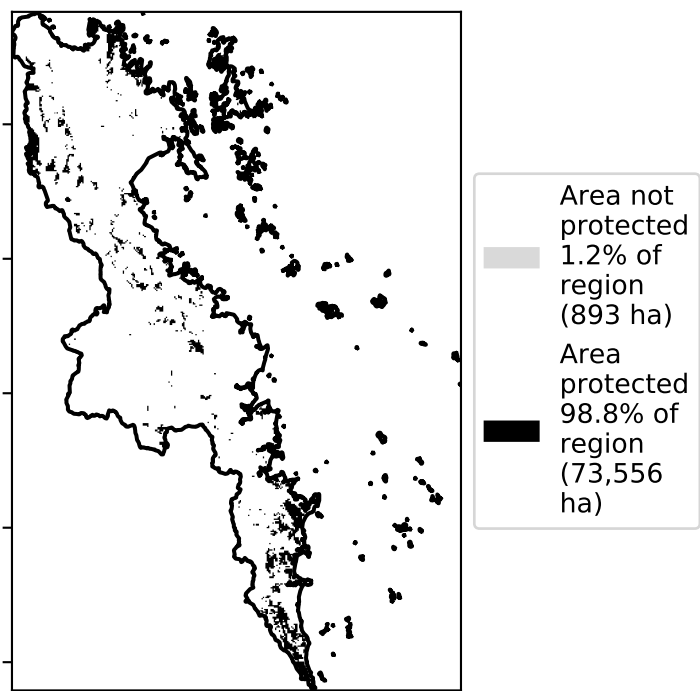 Area not
protected
1.2% of
region
(893 ha)
Area
protected
98.8% of
region
(73,556
ha)